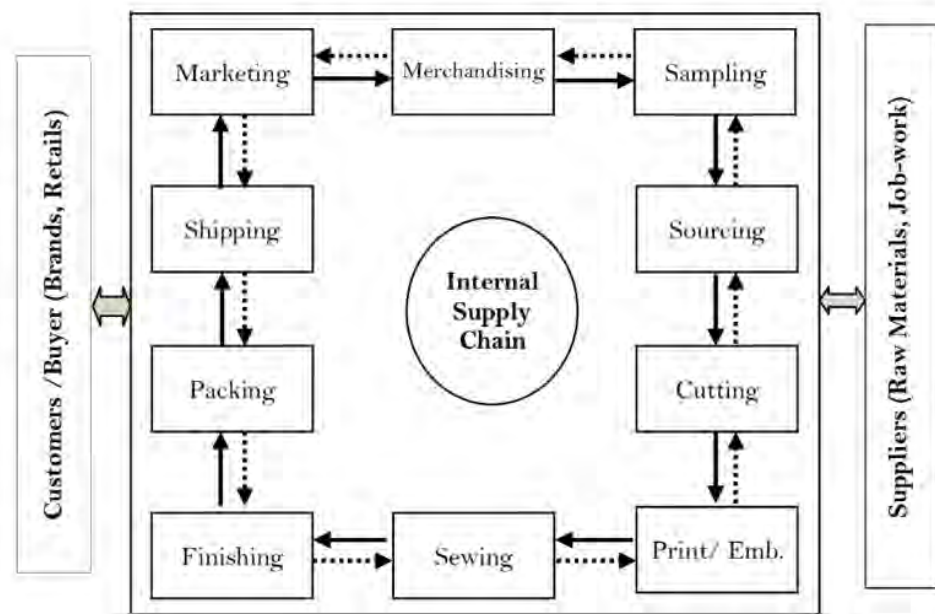 Customers /Buyer (Brands, Retails)
Marketing
Merchandising
Sampling
Shipping
Sourcing
Internal
Supply
Chain
Packing
Cutting
Finishing
Sewing
Print/ Emb.
Suppliers (Raw Materials, Job-work)